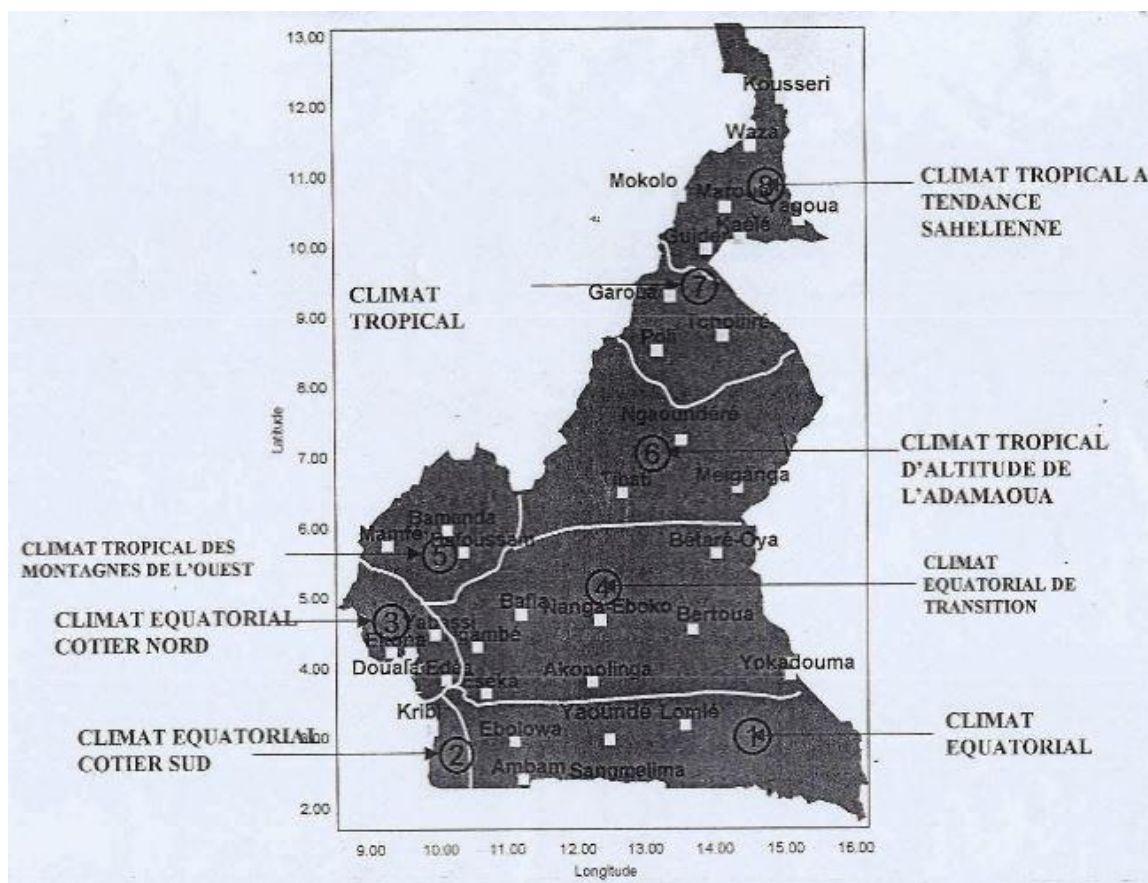 13.00
12.00
11.00
10.00
9.00
8.00
7.00
6.00
5.00
4.00
3.00
2.00
Latitude
9.00
10.00
11.00
12.00
13.00
14.00
15.00
16.00
Longitude
Kousseri
Waza
Mokolo
Maroua
8
Yagoua
Kaélé
Guider
7
Garoua
Tcholliré
Poli
Ngaoundéré
6
Tibati
Meiganga
Bamenda
Mamfé
Bafoussam
5
Bétaré-Oya
4
Bafia
Nanga-Eboko
Bertoua
3
Yabassi
Ekona
Douala
Edéa
Eséka
Akonolinga
Yokadouma
Kribi
Yaoundé
Lomié
Ebolowa
1
2
Ambam
Sangmelima
CLIMAT TROPICAL A
TENDANCE
SAHELIENNE
CLIMAT
TROPICAL
CLIMAT TROPICAL
D'ALTITUDE DE
L'ADAMAOUA
CLIMAT TROPICAL DES
MONTAGNES DE L'OUEST
CLIMAT
EQUATORIAL DE
TRANSITION
CLIMAT EQUATORIAL
COTIER NORD
CLIMAT EQUATORIAL
COTIER SUD
CLIMAT
EQUATORIAL